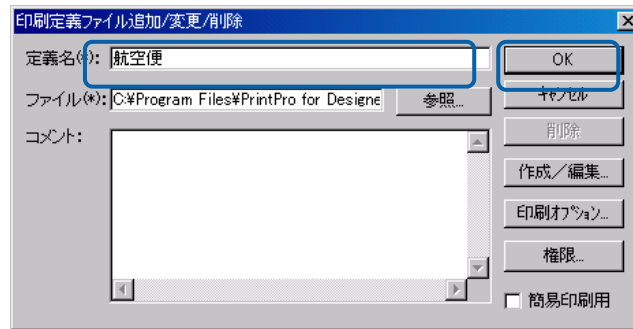 印刷定義ファイル追加/変更/削除
定義名(*): 航空便
OK
ファイル(*): C:¥Program Files¥PrintPro for Designe 参照...
キャンセル
コメント:
削除
作成／編集...
印刷オプション...
権限...
簡易印刷用